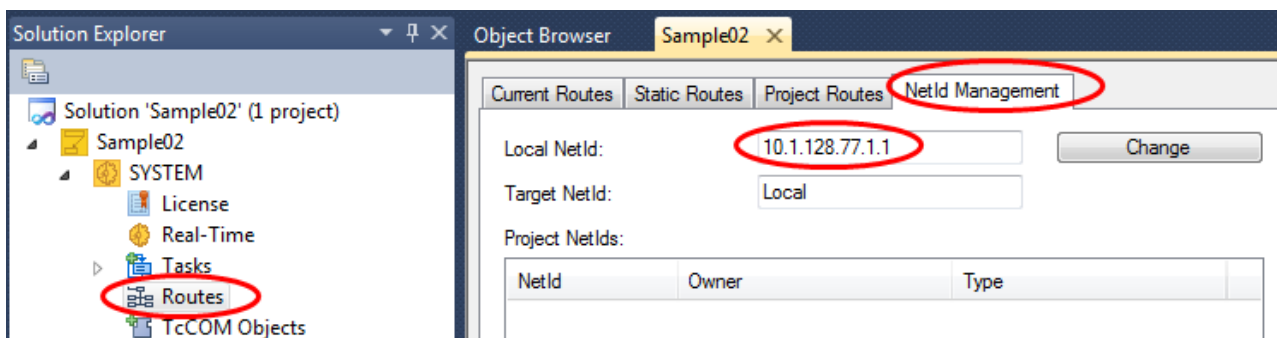 Solution Explorer
Solution 'Sample02' (1 project)
Sample02
SYSTEM
License
Real-Time
Tasks
Routes
TcCOM Objects
Object Browser Sample02
Current Routes Static Routes Project Routes NetId Management
Local NetId: 10.1.128.77.1.1 Change
Target NetId: Local
Project NetIds:
NetId Owner Type